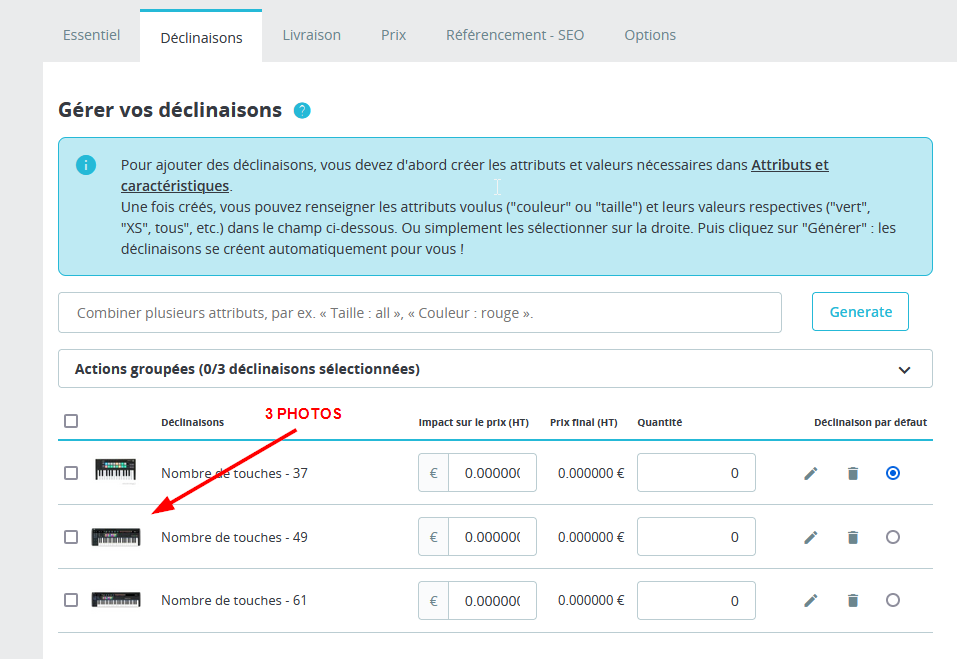 Essentiel Déclinaisons Livraison Prix Référencement - SEO Options
Gérer vos déclinaisons ?
i Pour ajouter des déclinaisons, vous devez d'abord créer les attributs et valeurs nécessaires dans Attributs et
caractéristiques.
Une fois créés, vous pouvez renseigner les attributs voulus ("couleur" ou "taille") et leurs valeurs respectives ("vert",
"XS", tous", etc.) dans le champ ci-dessous. Ou simplement les sélectionner sur la droite. Puis cliquez sur "Générer" : les
déclinaisons se créent automatiquement pour vous !
Combiner plusieurs attributs, par ex. « Taille : all », « Couleur : rouge ». Generate
Actions groupées (0/3 déclinaisons sélectionnées)
3 PHOTOS
Déclinaisons Impact sur le prix (HT) Prix final (HT) Quantité Déclinaison par défaut
Nombre de touches - 37 € 0.000000 0.000000 € 0
Nombre de touches - 49 € 0.000000 0.000000 € 0
Nombre de touches - 61 € 0.000000 0.000000 € 0